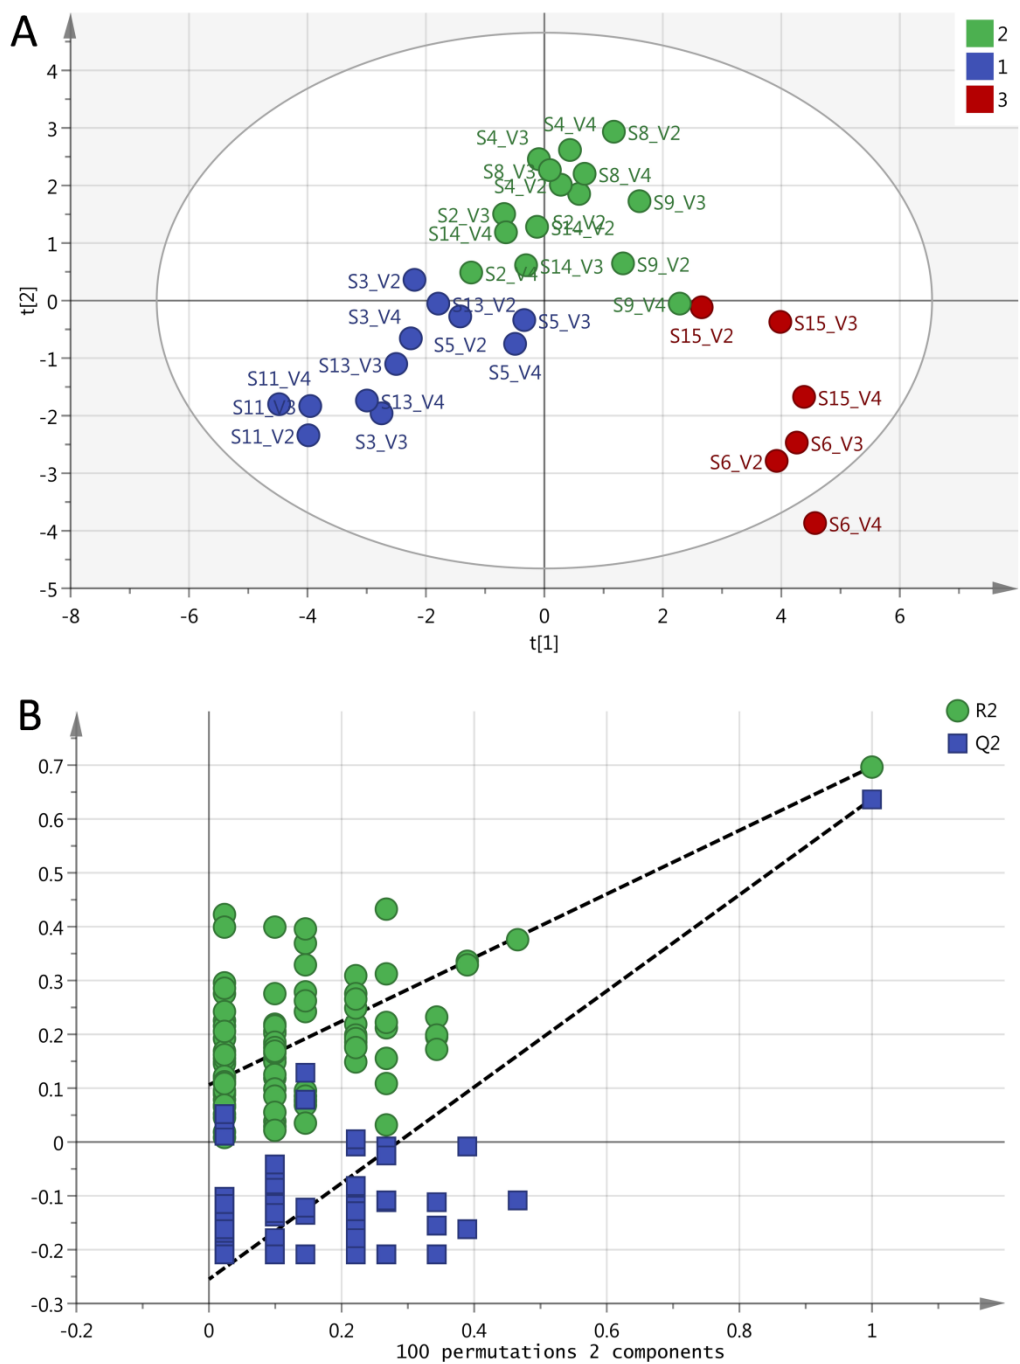 A
2
1
3
4
3
2
1
0
-1
-2
-3
-4
-5
t[2]
S4_V4
S8_V2
S4_V3
S8_V3
S8_V4
S4_V2
S9_V3
S2_V3
S2_V2
S14_V2
S14_V4
S14_V3
S9_V2
S2_V4
S3_V2
S13_V2
S9_V4
S3_V4
S5_V3
S15_V2
S15_V3
S5_V2
S13_V3
S5_V4
S11_V4
S15_V4
S11_V3
S13_V4
S11_V2
S3_V3
S6_V3
S6_V2
S6_V4
-8
-6
-4
-2
0
2
4
6
t[1]
B
R2
Q2
0.7
0.6
0.5
0.4
0.3
0.2
0.1
0
-0.1
-0.2
-0.3
-0.2
0
0.2
0.4
0.6
0.8
1
100 permutations 2 components